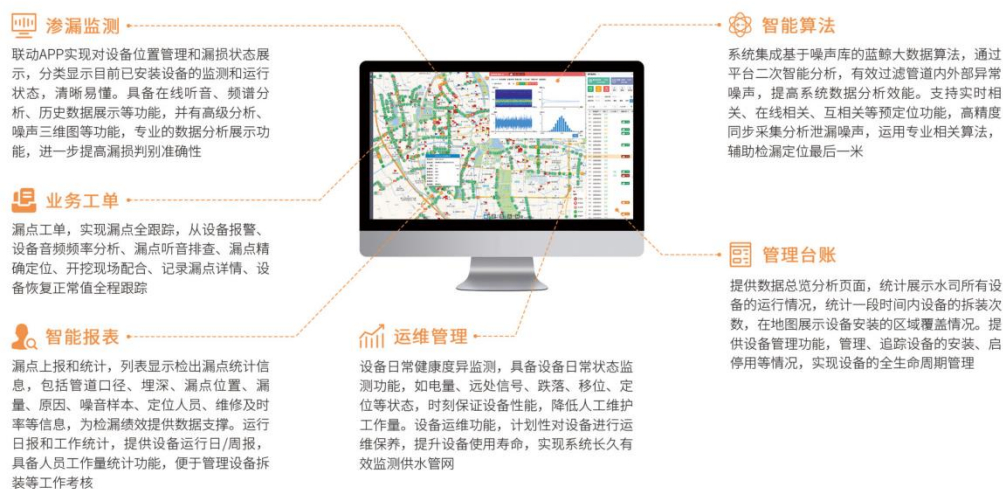 渗漏监测
联动APP实现对设备位置管理和漏损状态展
示，分类显示目前已安装设备的监测和运行
状态，清晰易懂。具备在线听音、频谱分
析、历史数据展示等功能，并有高级分析、
噪声三维图等功能，专业的数据分析展示功
能，进一步提高漏损判别准确性
业务工单
漏点工单，实现漏点全跟踪，从设备报警、
设备音频频率分析、漏点听音排查、漏点精
确定位、开挖现场配合、记录漏点详情、设
备恢复正常值全程跟踪
智能报表
漏点上报和统计，列表显示检出漏点统计信
息，包括管道口径、埋深、漏点位置、漏
量、原因、噪音样本、定位人员、维修及时
率等信息，为检漏绩效提供数据支撑。运行
日报和工作统计，提供设备运行日/周报，
具备人员工作量统计功能，便于管理设备拆
装等工作考核
运维管理
设备日常健康度异监测，具备设备日常状态监
测功能，如电量、远处信号、跌落、移位、定
位等状态，时刻保证设备性能，降低人工维护
工作量。设备运维功能，计划性对设备进行运
维保养，提升设备使用寿命，实现系统长久有
效监测供水管网
智能算法
系统集成基于噪声库的蓝鲸大数据算法，通过
平台二次智能分析，有效过滤管道内外部异常
噪声，提高系统数据分析效能。支持实时相
关、在线相关、互相关等预定位功能，高精度
同步采集分析泄漏噪声，运用专业相关算法，
辅助检漏定位最后一米
管理台账
提供数据总览分析页面，统计展示水司所有设
备的运行情况，统计一段时间内设备的拆装次
数，在地图展示设备安装的区域覆盖情况。提
供设备管理功能，管理、追踪设备的安装、启
停用等情况，实现设备的全生命周期管理